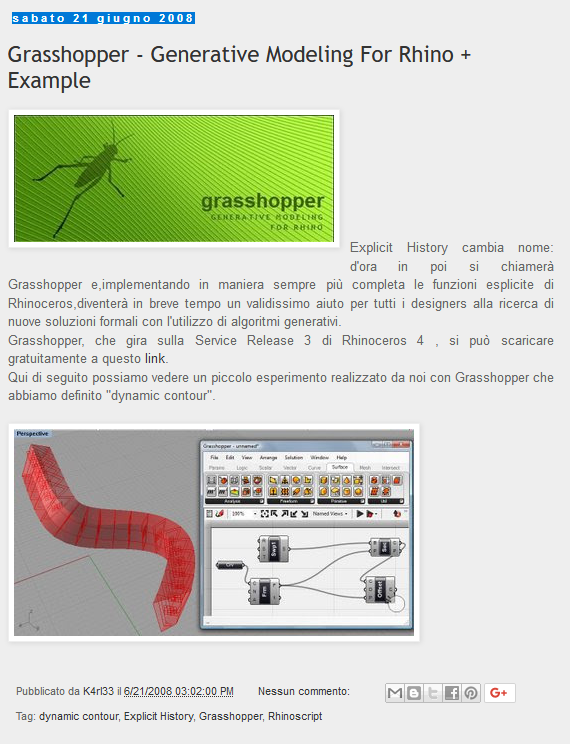 sabato 21 giugno 2008
Grasshopper - Generative Modeling For Rhino +
Example
grasshopper
GENERATIVE MODELING
FOR RHINO
Explicit History cambia nome:
d'ora in poi si chiamerà
Grasshopper e,implementando in maniera sempre più completa le funzioni esplicite di
Rhinoceros,diventerà in breve tempo un validissimo aiuto per tutti i designers alla ricerca di
nuove soluzioni formali con l'utilizzo di algoritmi generativi.
Grasshopper, che gira sulla Service Release 3 di Rhinoceros 4 , si può scaricare
gratuitamente a questo link.
Qui di seguito possiamo vedere un piccolo esperimento realizzato da noi con Grasshopper che
abbiamo definito "dynamic contour".
Perspective
Grasshopper - unnamed*
File Edit View Arrange Solution Window Help
Params Logic Scalar Vector Curve Surface Mesh Intersect
Analysis Freeform Primitive Util
100% Named Views
Swp1
Sec
Crv
Frm
Offset
Pubblicato da K4rl33 il 6/21/2008 03:02:00 PM Nessun commento:
G+
Tag: dynamic contour, Explicit History, Grasshopper, Rhinoscript